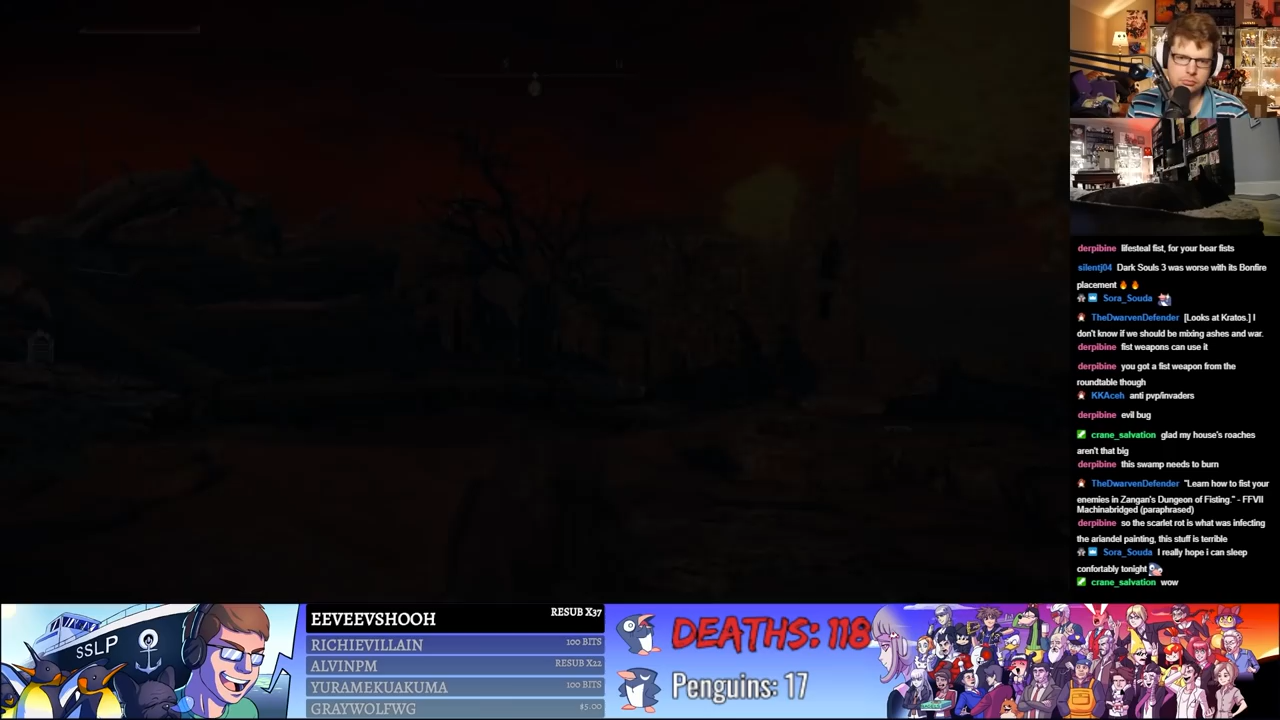 derpibine lifesteal fist, for your bear fists
silentj04 Dark Souls 3 was worse with its Bonfire
placement
Sora_Souda
TheDwarvenDefender [Looks at Kratos.] I
don't know if we should be mixing ashes and war.
derpibine fist weapons can use it
derpibine you got a fist weapon from the
roundtable though
KKAceh anti pvp/invaders
derpibine evil bug
crane_salvation glad my house's roaches
aren't that big
derpibine this swamp needs to burn
TheDwarvenDefender "Learn how to fist your
enemies in Zangan's Dungeon of Fisting." - FFVII
Machinabridged (paraphrased)
derpibine so the scarlet rot is what was infecting
the ariandel painting, this stuff is terrible
Sora_Souda I really hope i can sleep
confortably tonight
crane_salvation wow
SSLP
EEVEEVSHOOH RESUB X37
RICHIEVILLAIN 100 BITS
ALVINPM RESUB X22
YURAMEKUAKUMA 100 BITS
GRAYWOLFWG $5.00
DEATHS: 118
Penguins: 17